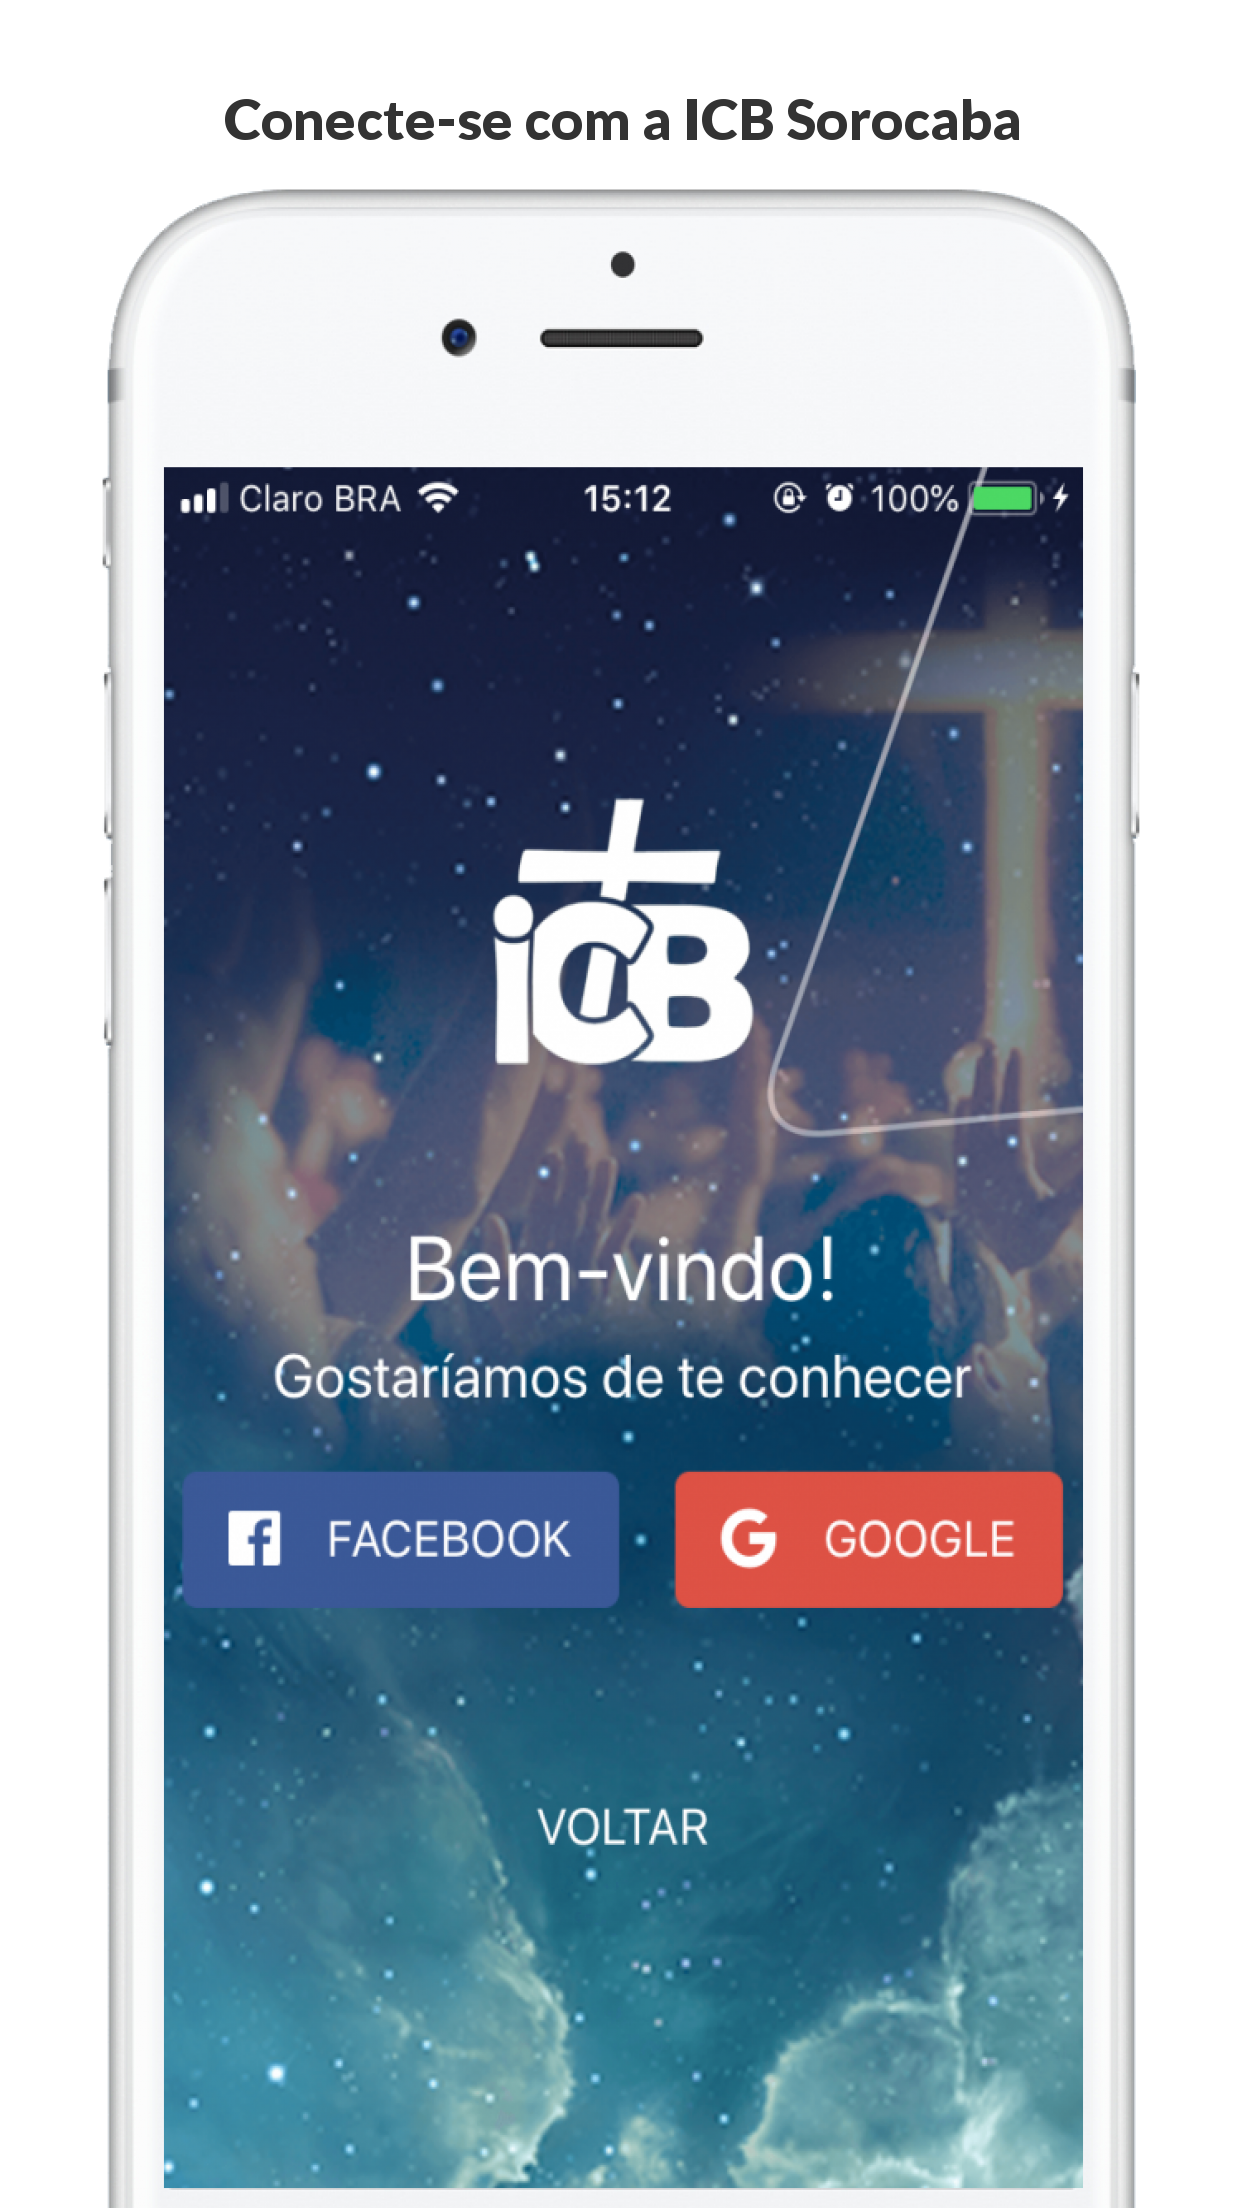 Conecte-se com a ICB Sorocaba
Claro BRA 15:12 100%
iCB
Bem-vindo!
Gostaríamos de te conhecer
FACEBOOK GOOGLE
VOLTAR